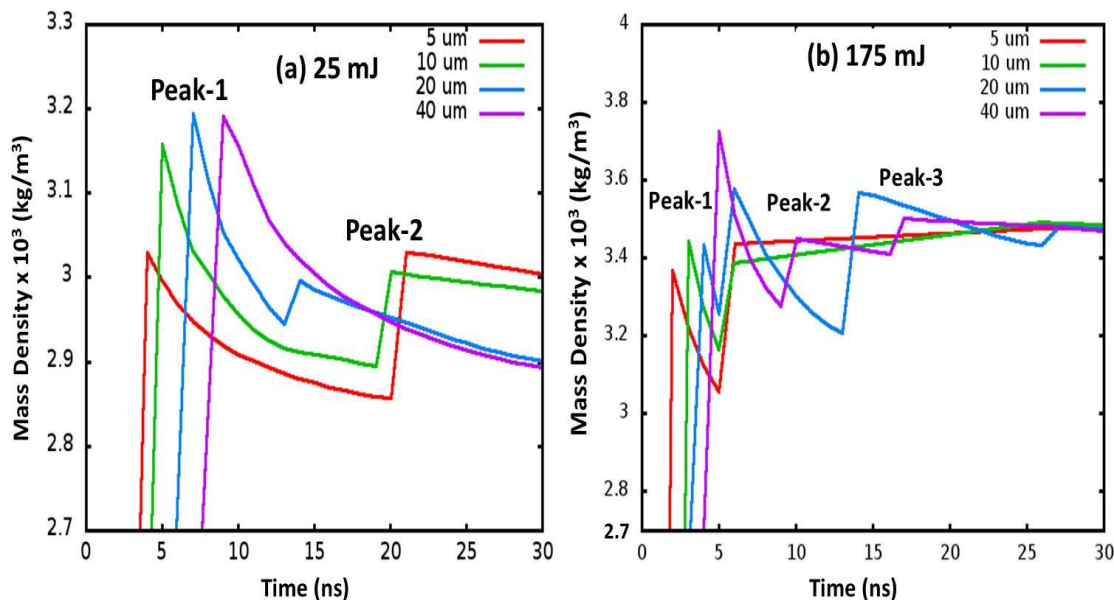 (a) 25 mJ
5 um
10 um
20 um
40 um
Peak-1
Peak-2
3.3
3.2
3.1
3
2.9
2.8
2.7
0 5 10 15 20 25 30
Time (ns)
Mass Density x 10³ (kg/m³)
(b) 175 mJ
5 um
10 um
20 um
40 um
Peak-1
Peak-2
Peak-3
4
3.8
3.6
3.4
3.2
3
2.8
2.7
0 5 10 15 20 25 30
Time (ns)
Mass Density x 10³ (kg/m³)